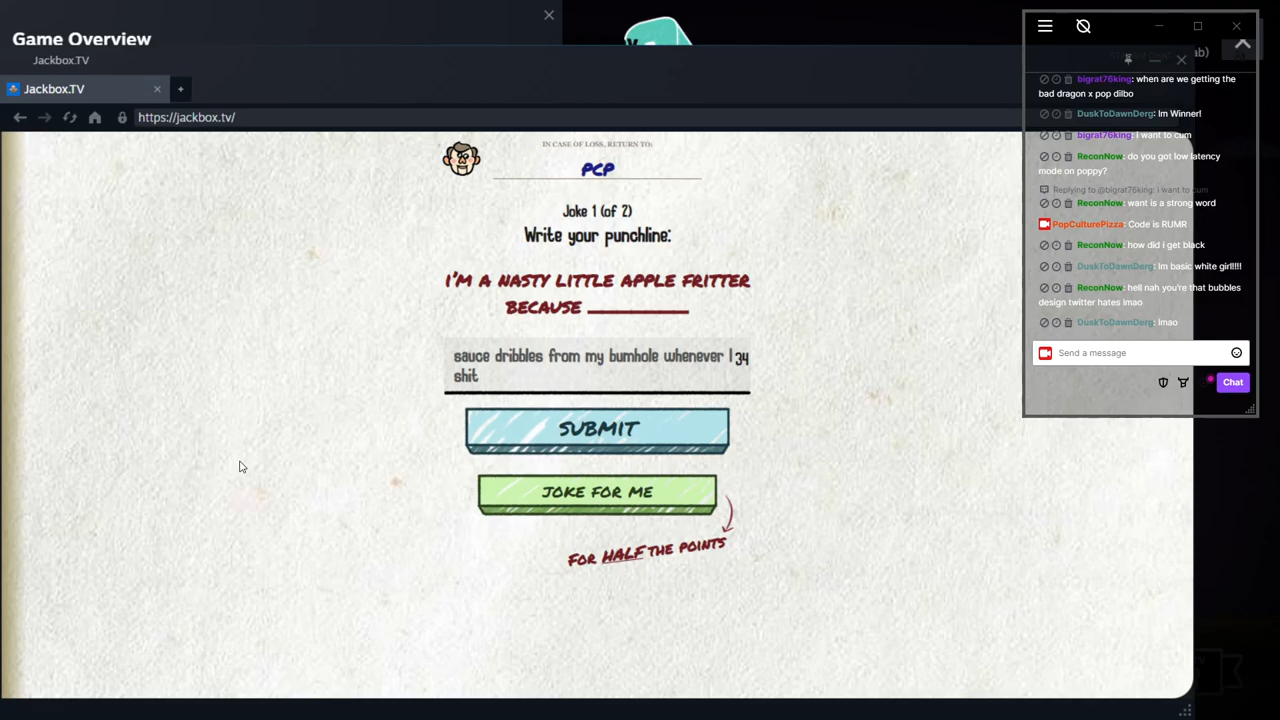 Game Overview
Jackbox.TV
Jackbox.TV
https://jackbox.tv/
IN CASE OF LOSS, RETURN TO:
PCP
Joke 1 (of 2)
Write your punchline:
I'M A NASTY LITTLE APPLE FRITTER
BECAUSE ________
sauce dribbles from my bumhole whenever I
34
shit
SUBMIT
JOKE FOR ME
FOR HALF THE POINTS
bigrat76king: when are we getting the
bad dragon x pop dilbo
DuskToDawnDerg: Im Winner!
bigrat76king: i want to cum
ReconNow: do you got low latency
mode on poppy?
Replying to @bigrat76king: i want to cum
ReconNow: want is a strong word
PopCulturePizza: Code is RUMR
ReconNow: how did i get black
DuskToDawnDerg: Im basic white girl!!!!
ReconNow: hell nah you're that bubbles
design twitter hates lmao
DuskToDawnDerg: lmao
Send a message
Chat